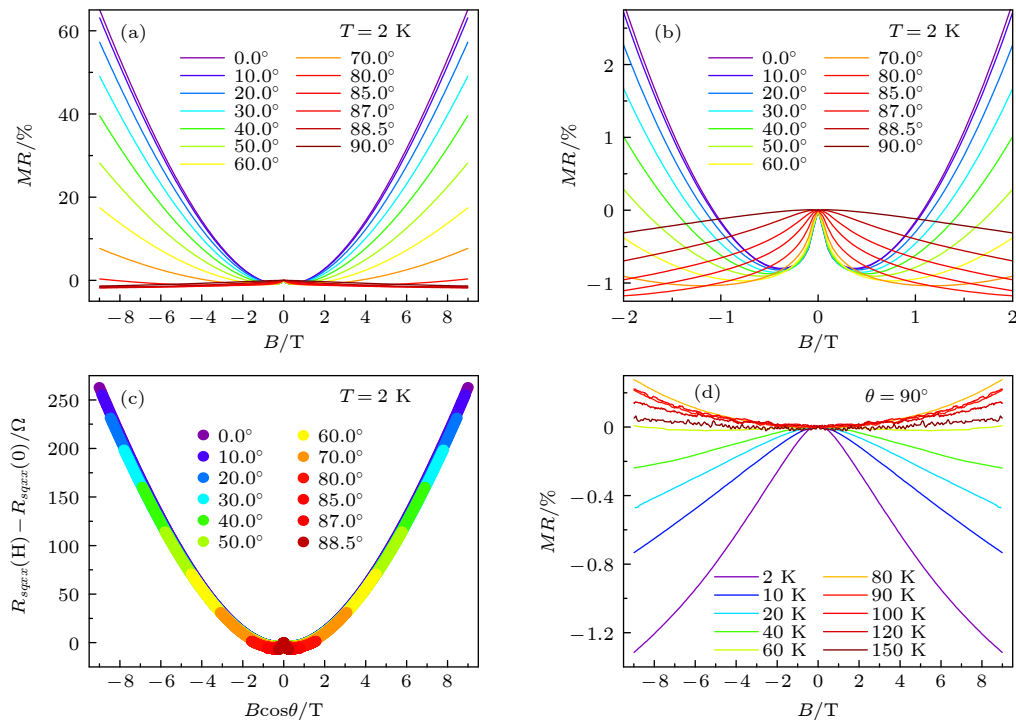 (a)
T = 2 K
0.0°
10.0°
20.0°
30.0°
40.0°
50.0°
60.0°
70.0°
80.0°
85.0°
87.0°
88.5°
90.0°
MR/%
60
40
20
0
−8 −6 −4 −2 0 2 4 6 8
B/T
(b)
T = 2 K
0.0°
10.0°
20.0°
30.0°
40.0°
50.0°
60.0°
70.0°
80.0°
85.0°
87.0°
88.5°
90.0°
MR/%
2
1
0
−1
−2 −1 0 1 2
B/T
(c)
T = 2 K
0.0°
10.0°
20.0°
30.0°
40.0°
50.0°
60.0°
70.0°
80.0°
85.0°
87.0°
88.5°
R_sqxx(H) − R_sqxx(0)/Ω
250
200
150
100
50
0
−8 −6 −4 −2 0 2 4 6 8
Bcosθ/T
(d)
θ = 90°
MR/%
0
−0.4
−0.8
−1.2
2 K
10 K
20 K
40 K
60 K
80 K
90 K
100 K
120 K
150 K
−8 −6 −4 −2 0 2 4 6 8
B/T